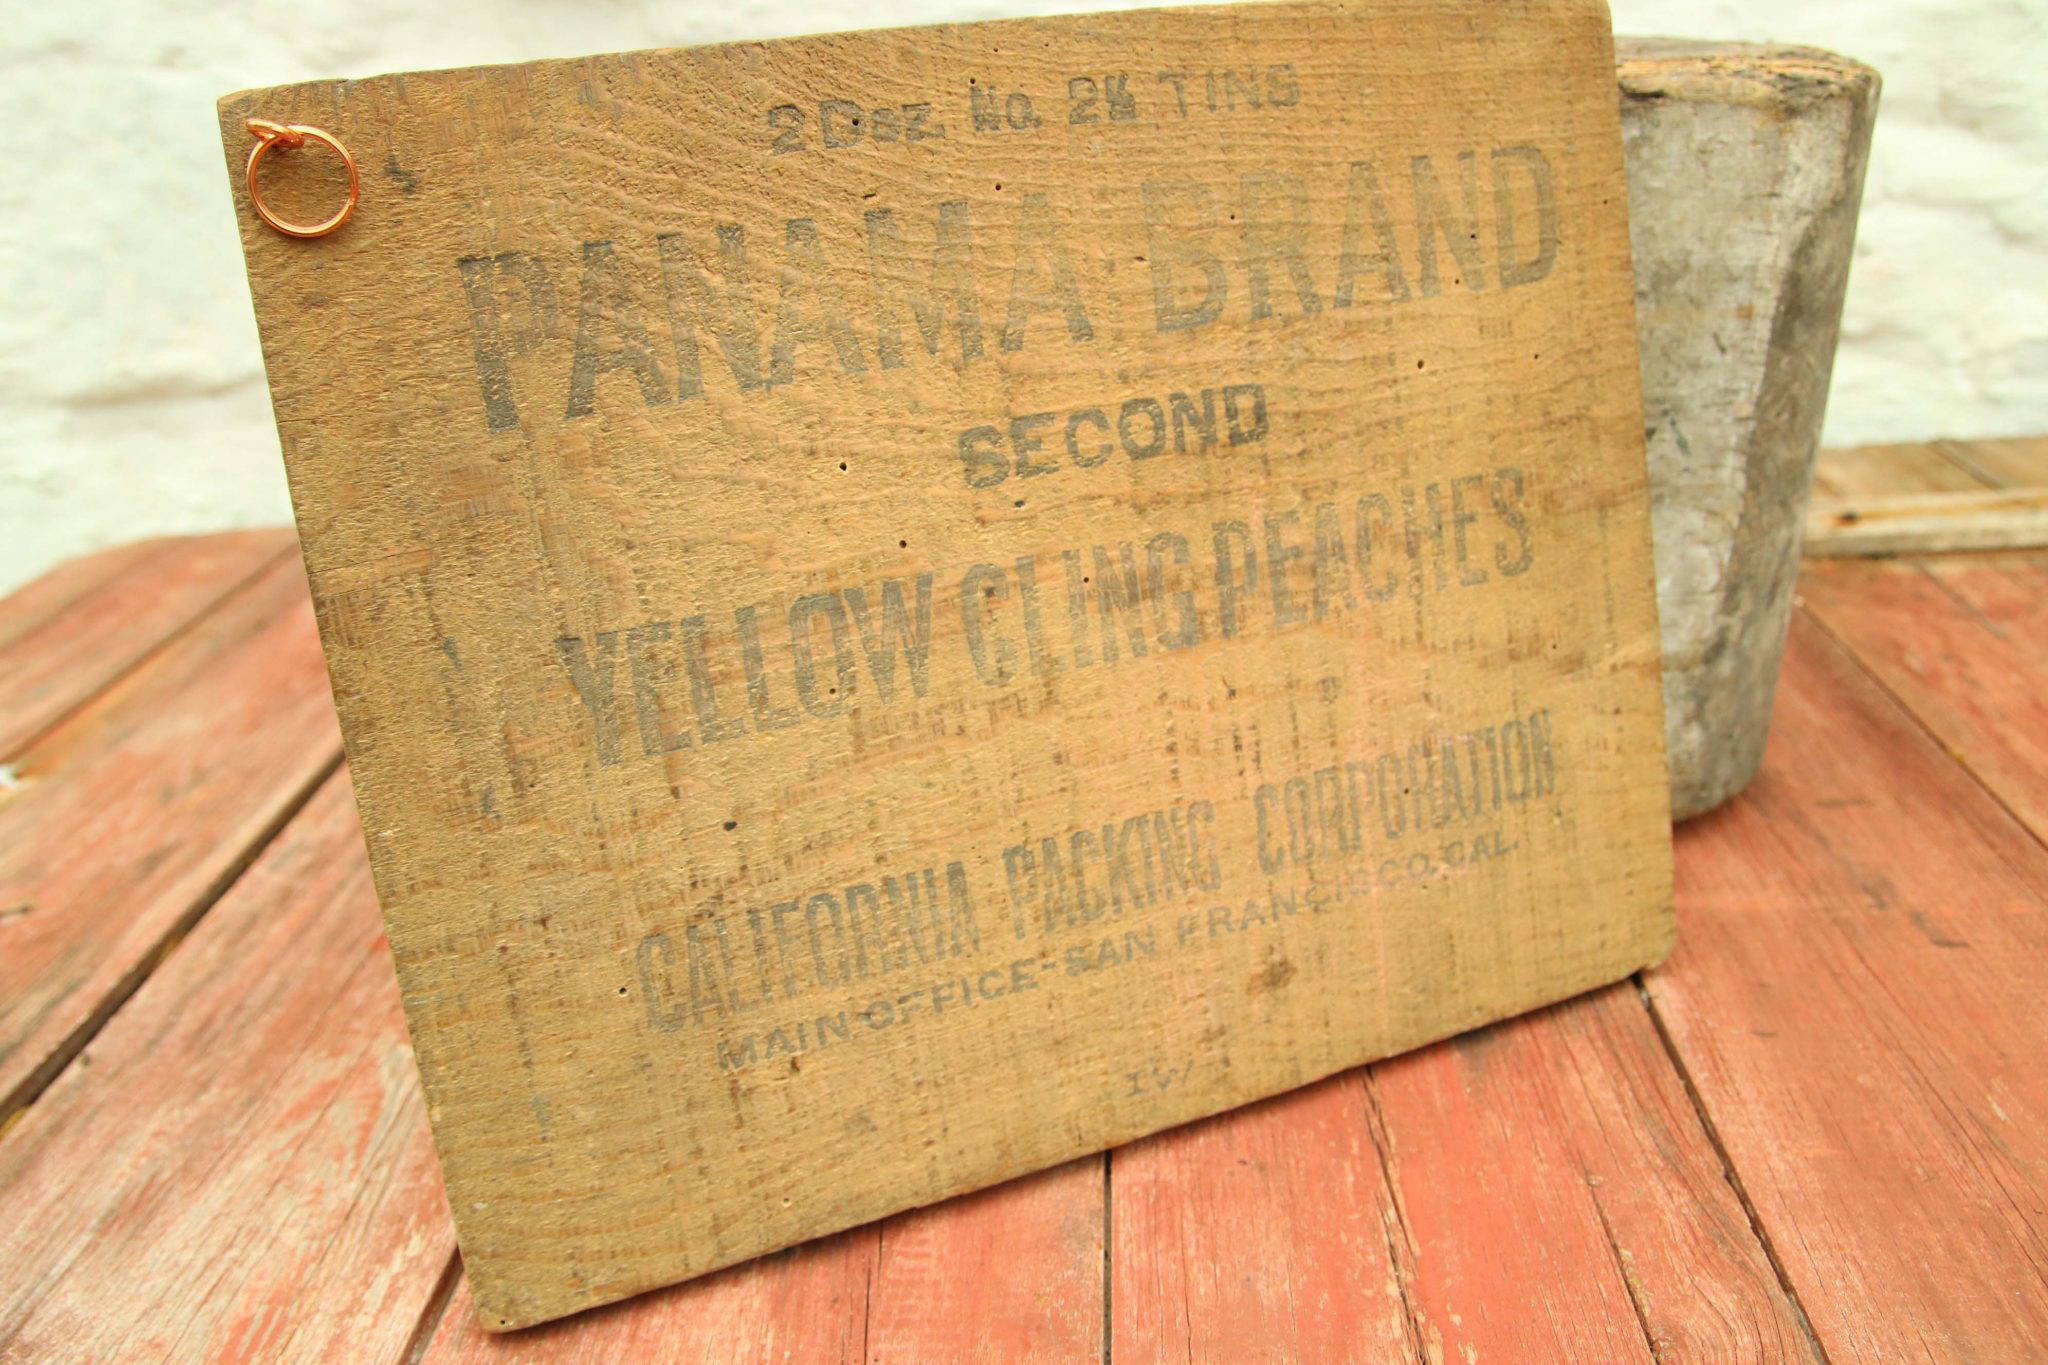 2 Doz. No. 2½ TINS
PANAMA BRAND
SECOND
YELLOW CLING PEACHES
CALIFORNIA PACKING CORPORATION
MAIN OFFICE-SAN FRANCISCO, CAL.
IW